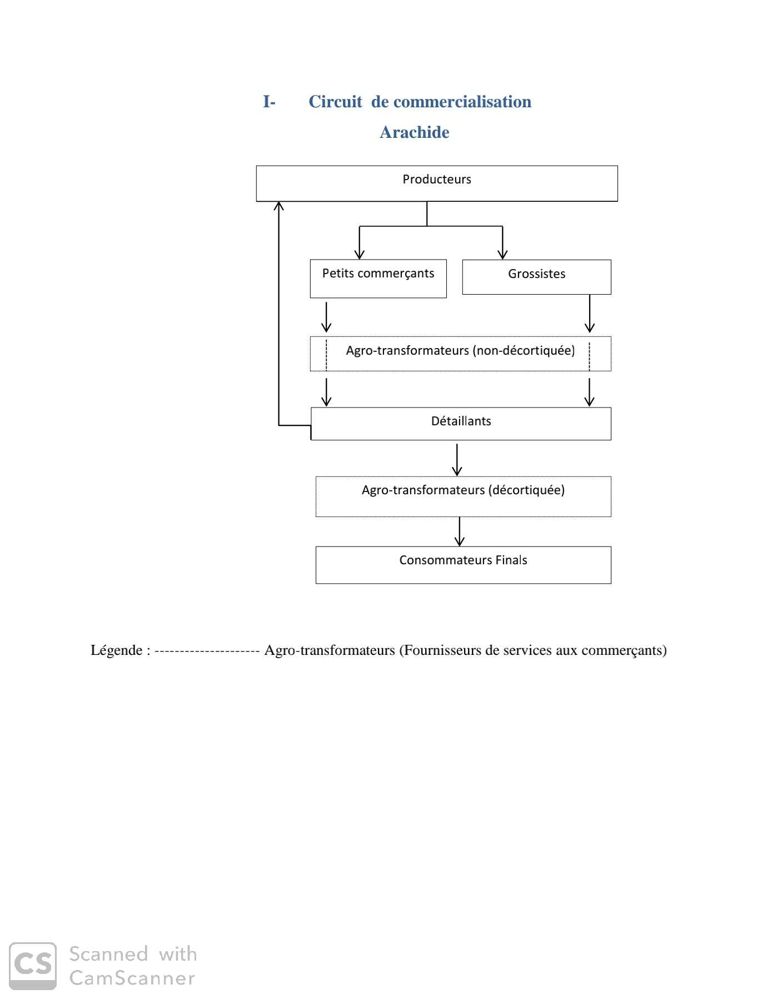 I- Circuit de commercialisation
Arachide
Producteurs
Petits commerçants
Grossistes
Agro-transformateurs (non-décortiquée)
Détaillants
Agro-transformateurs (décortiquée)
Consommateurs Finals
Légende : --------------------- Agro-transformateurs (Fournisseurs de services aux commerçants)
CS
Scanned with
CamScanner